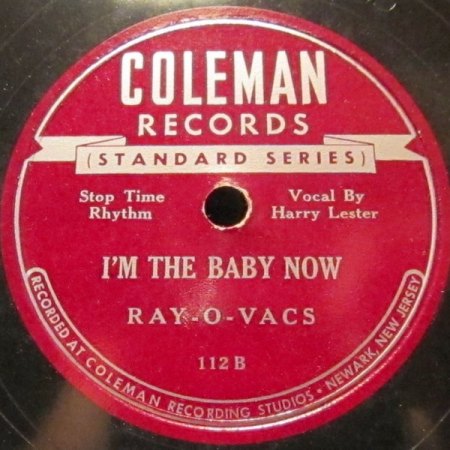 COLEMAN
RECORDS
(STANDARD SERIES)
Stop Time
Rhythm
Vocal By
Harry Lester
I'M THE BABY NOW
RAY-O-VACS
112 B
RECORDED AT COLEMAN RECORDING STUDIOS • NEWARK, NEW JERSEY